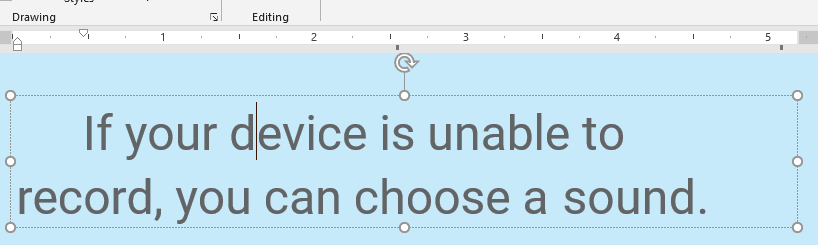 Drawing
Editing
1 2 3 4 5
If your device is unable to
record, you can choose a sound.